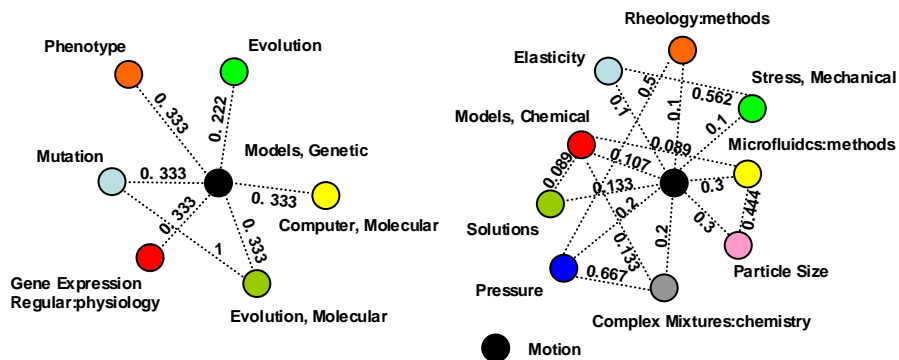 Phenotype
Evolution
0. 333
0. 222
Mutation
0. 333
Models, Genetic
0. 333
Computer, Molecular
0.333
0. 333
1
Gene Expression
Regular:physiology
Evolution, Molecular
Rheology:methods
Elasticity
0.5
0.562
Stress, Mechanical
0.1
0.1
0.1
Models, Chemical
0.089
Microfluidcs:methods
0.107
0.089
0.133
0.3
0.444
0.2
0.3
Solutions
0.2
0.133
Particle Size
0.667
Pressure
Complex Mixtures:chemistry
Motion